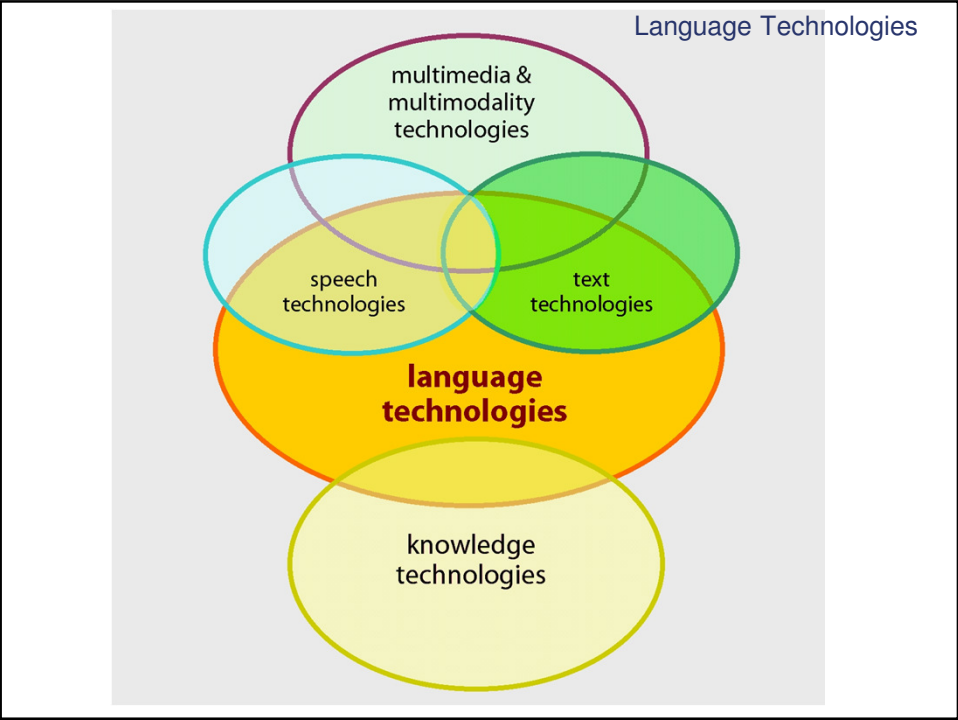 Language Technologies
multimedia &
multimodality
technologies
speech
technologies
text
technologies
language
technologies
knowledge
technologies